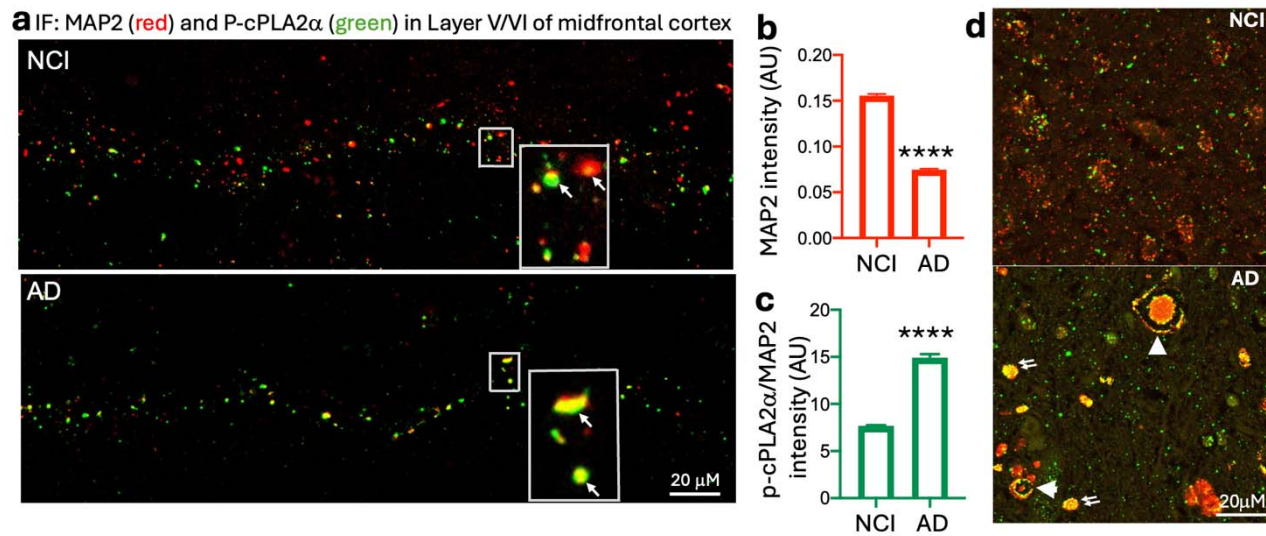 a IF: MAP2 (red) and P-cPLA2α (green) in Layer V/VI of midfrontal cortex
NCI
AD
20 μM
b
MAP2 intensity (AU)
0.20
0.15
0.10
0.05
0.00
****
NCI AD
c
p-cPLA2α/MAP2
intensity (AU)
20
15
10
5
0
****
NCI AD
d
NCI
AD
20μM